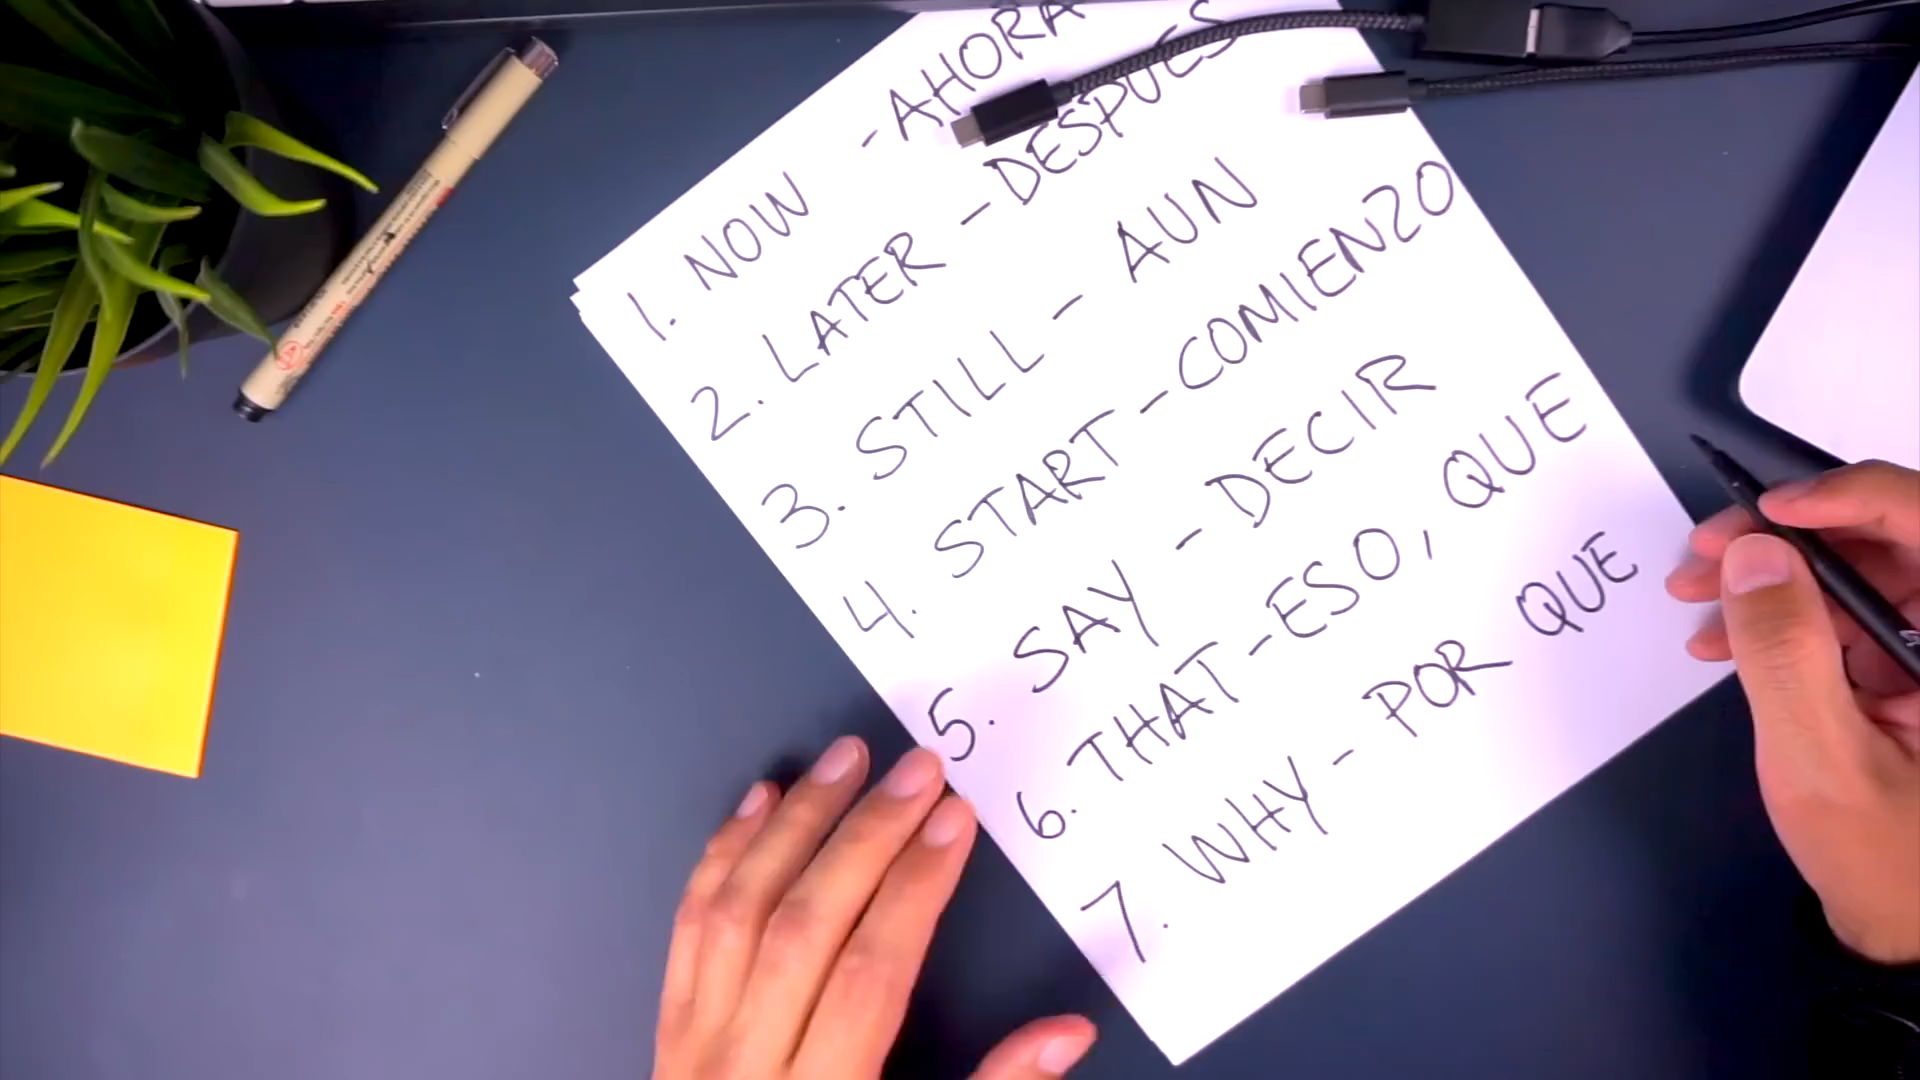 1. NOW - AHORA
2. LATER - DESPUES
3. STILL - AUN
4. START - COMIENZO
5. SAY - DECIR
6. THAT - ESO, QUE
7. WHY - POR QUE